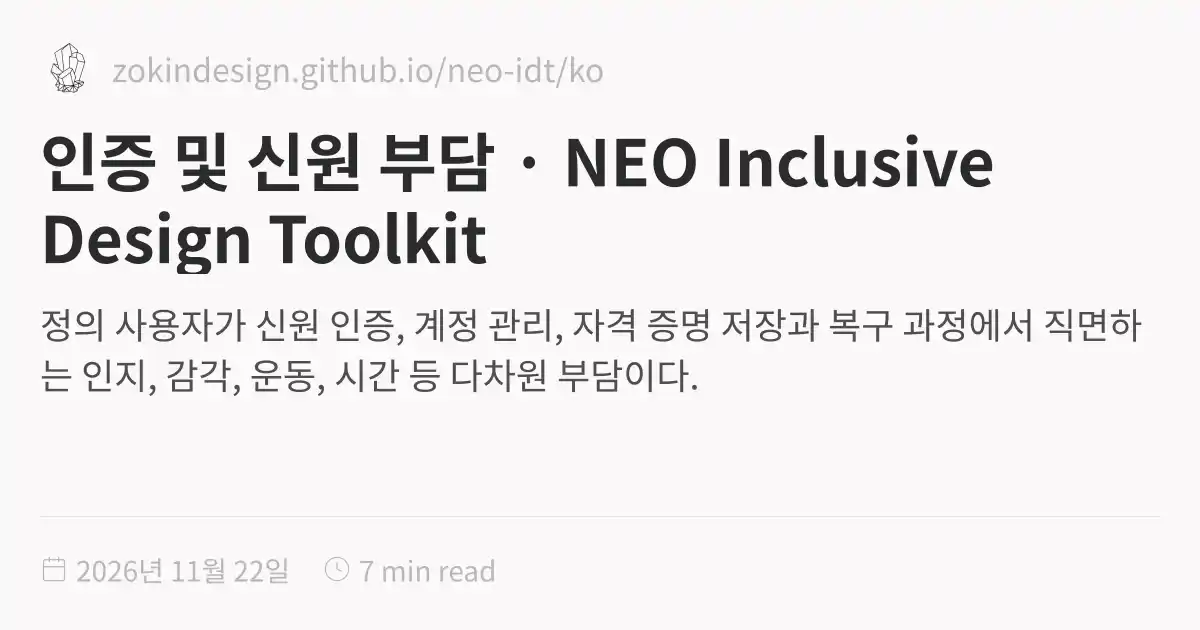 zokindesign.github.io/neo-idt/ko
인증 및 신원 부담 · NEO Inclusive
Design Toolkit
정의 사용자가 신원 인증, 계정 관리, 자격 증명 저장과 복구 과정에서 직면하
는 인지, 감각, 운동, 시간 등 다차원 부담이다.
2026년 11월 22일 7 min read